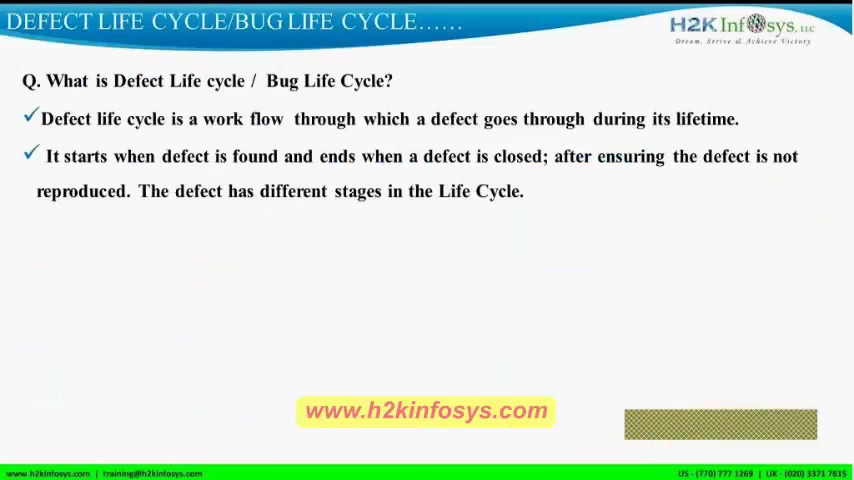 DEFECT LIFE CYCLE/BUG LIFE CYCLE……
H2K Infosys, LLC
Dream, Strive & Achieve Victory
Q. What is Defect Life cycle / Bug Life Cycle?
Defect life cycle is a work flow through which a defect goes through during its lifetime.
It starts when defect is found and ends when a defect is closed; after ensuring the defect is not
reproduced. The defect has different stages in the Life Cycle.
www.h2kinfosys.com
www.h2kinfosys.com | training@h2kinfosys.com
US - (770) 777 1269 | UK - (020) 3371 7615